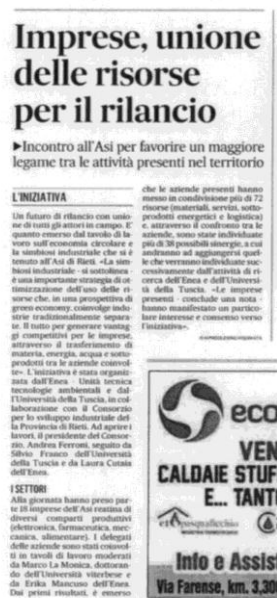 Imprese, unione
delle risorse
per il rilancio
►Incontro all'Asi per favorire un maggiore
legame tra le attività presenti nel territorio
L'INIZIATIVA
Un futuro di rilancio con unio-
ne di tutti gli attori in campo. E'
quanto emerso dal tavolo di la-
voro sull'economia circolare e
la simbiosi industriale che si è
tenuto all'Asi di Rieti. «La sim-
biosi industriale - si sottolinea -
è una importante strategia di ot-
timizzazione dell'uso delle ri-
sorse che, in una prospettiva di
green economy, coinvolge indu-
strie tradizionalmente separa-
te. Il tutto per generare vantag-
gi competitivi per le imprese,
attraverso il trasferimento di
materia, energia, acqua e sotto-
prodotti tra le aziende coinvol-
te». L'iniziativa è stata organiz-
zata dall'Enea - Unità tecnica
tecnologie ambientali e dal-
l'Università della Tuscia, in col-
laborazione con il Consorzio
per lo sviluppo industriale del-
la Provincia di Rieti. Ad aprire i
lavori, il presidente del Consor-
zio, Andrea Ferroni, seguito da
Silvio Franco dell'Università
della Tuscia e da Laura Cutaia
dell'Enea.
I SETTORI
Alla giornata hanno preso par-
te 18 imprese dell'Asi reatina di
diversi comparti produttivi
(elettronica, farmaceutica, mec-
canica, alimentare). I delegati
delle aziende sono stati coinvol-
ti in tavoli di lavoro moderati
da Marco La Monica, dottoran-
do dell'Università viterbese e
da Erika Mancuso dell'Enea.
Dai primi risultati, è emerso
che le aziende presenti hanno
messo in condivisione più di 72
risorse (materiali, servizi, sotto-
prodotti energetici e logistica)
e, attraverso il confronto tra le
aziende, sono state individuate
più di 38 possibili sinergie, a cui
andranno ad aggiungersi quel-
le che verranno individuate suc-
cessivamente dall'attività di ri-
cerca dell'Enea e dell'Universi-
tà della Tuscia. «Le imprese
presenti - conclude una nota -
hanno manifestato un partico-
lare interesse e consenso verso
l'iniziativa».
© RIPRODUZIONE RISERVATA
eco
VEN
CALDAIE STUF
E... TANT
Info e Assis
Via Farense, km. 3,30